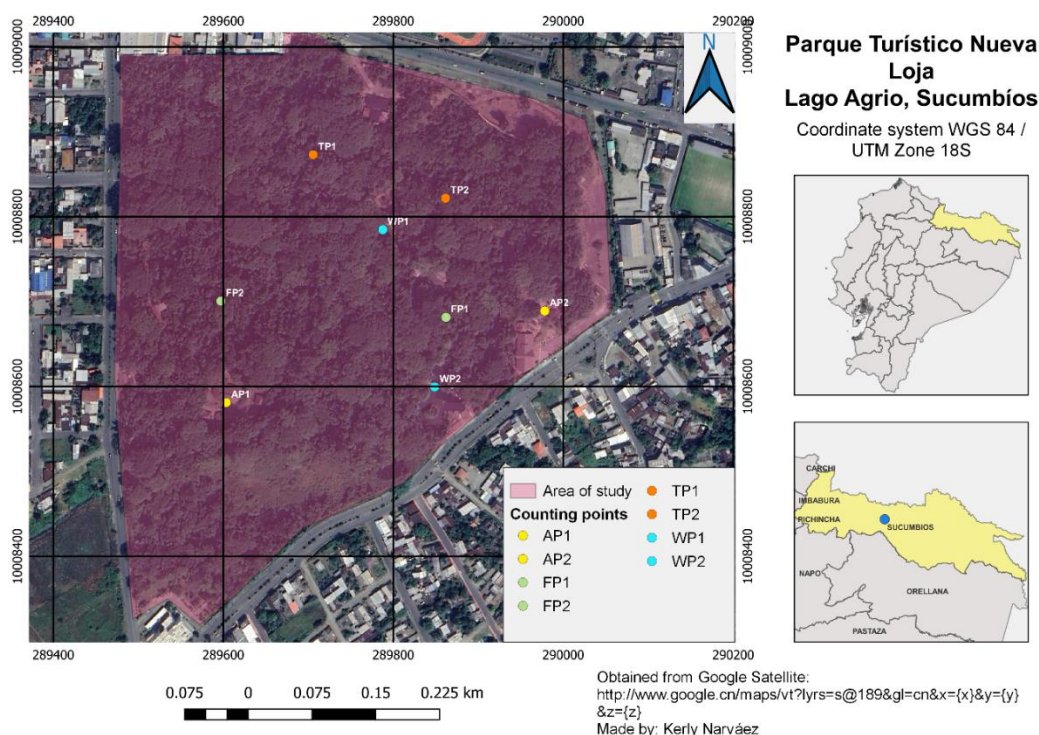 289400
289600
289800
290000
290200
10009000
10008800
10008600
10008400
10009000
10008800
10008600
10008400
N
TP1
TP2
WP1
FP2
FP1
AP2
WP2
AP1
Area of study
Counting points
AP1
AP2
FP1
FP2
TP1
TP2
WP1
WP2
289400
289600
289800
290000
290200
0.075
0
0.075
0.15
0.225 km
Parque Turístico Nueva
Loja
Lago Agrio, Sucumbíos
Coordinate system WGS 84 /
UTM Zone 18S
CARCHI
IMBABURA
PICHINCHA
SUCUMBIOS
NAPO
ORELLANA
PASTAZA
Obtained from Google Satellite:
http://www.google.cn/maps/vt?lyrs=s@189&gl=cn&x={x}&y={y}
&z={z}
Made by: Kerly Narváez